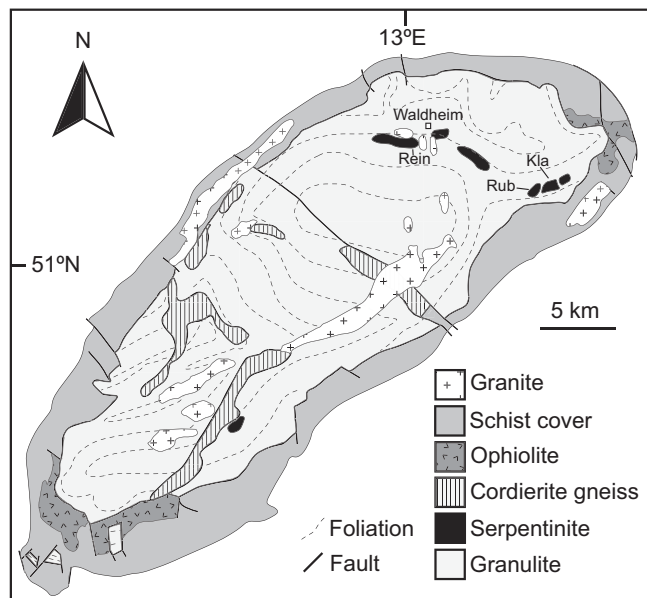 13ºE
N
Waldheim
Rein
Kla
Rub
51ºN
5 km
Granite
Schist cover
Ophiolite
Cordierite gneiss
Foliation
Serpentinite
Fault
Granulite